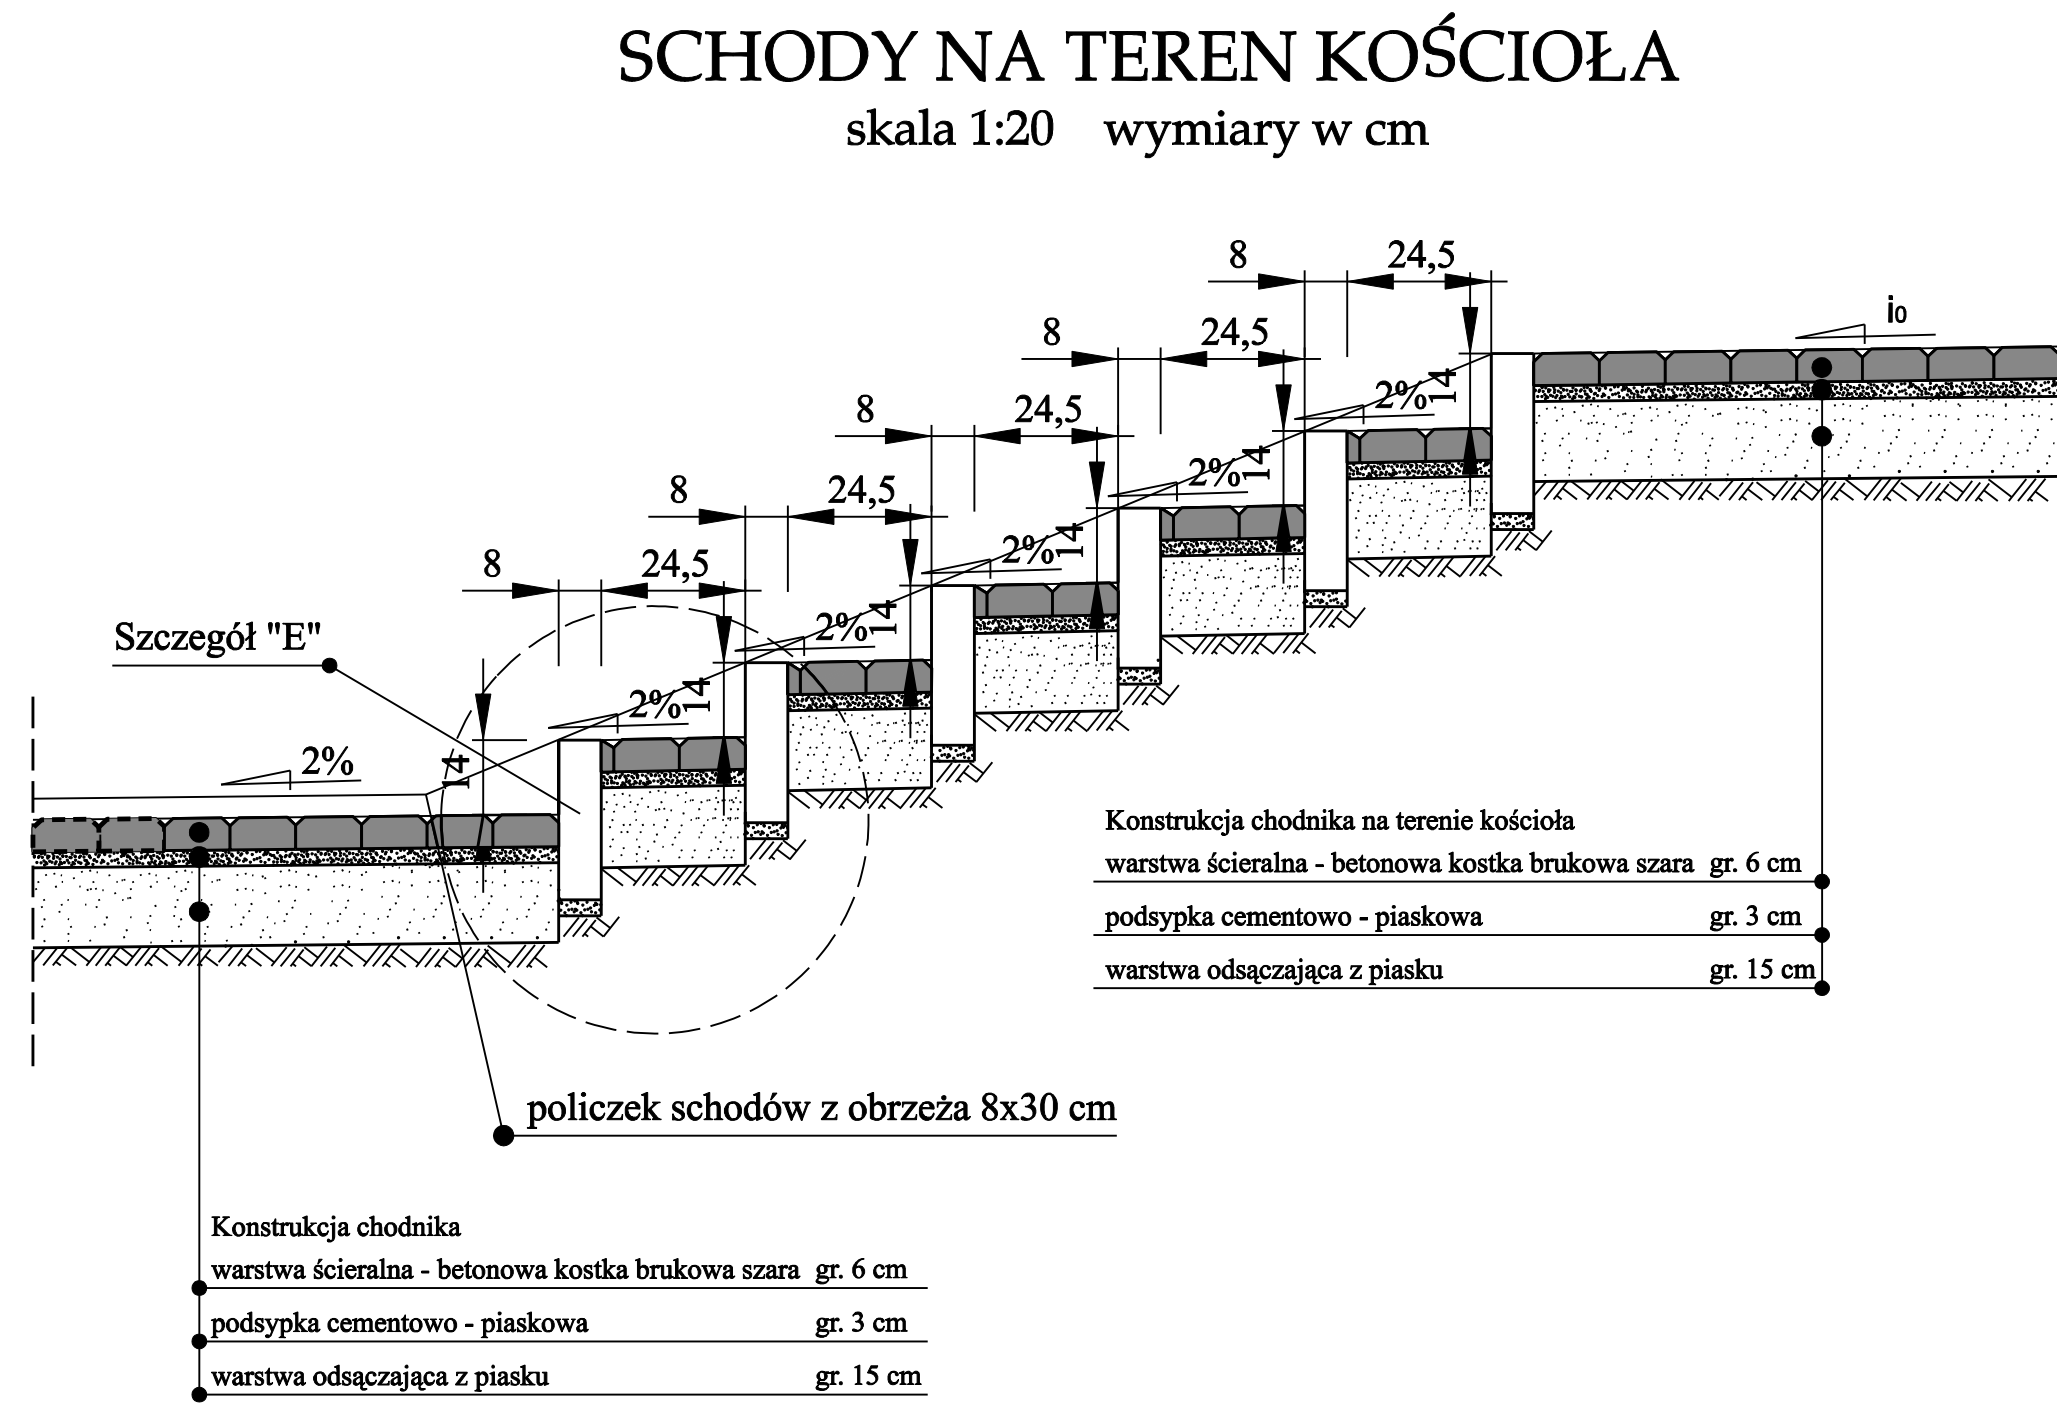 SCHODY NA TEREN KOŚCIOŁA
skala 1:20 wymiary w cm
8 24,5
i0
8 24,5
2% 14
8 24,5
2% 14
8 24,5
2% 14
8 24,5
2% 14
Szczegół "E"
2% 14
2% 14
Konstrukcja chodnika na terenie kościoła
warstwa ścieralna - betonowa kostka brukowa szara gr. 6 cm
podsypka cementowo - piaskowa gr. 3 cm
warstwa odsączająca z piasku gr. 15 cm
policzek schodów z obrzeża 8x30 cm
Konstrukcja chodnika
warstwa ścieralna - betonowa kostka brukowa szara gr. 6 cm
podsypka cementowo - piaskowa gr. 3 cm
warstwa odsączająca z piasku gr. 15 cm